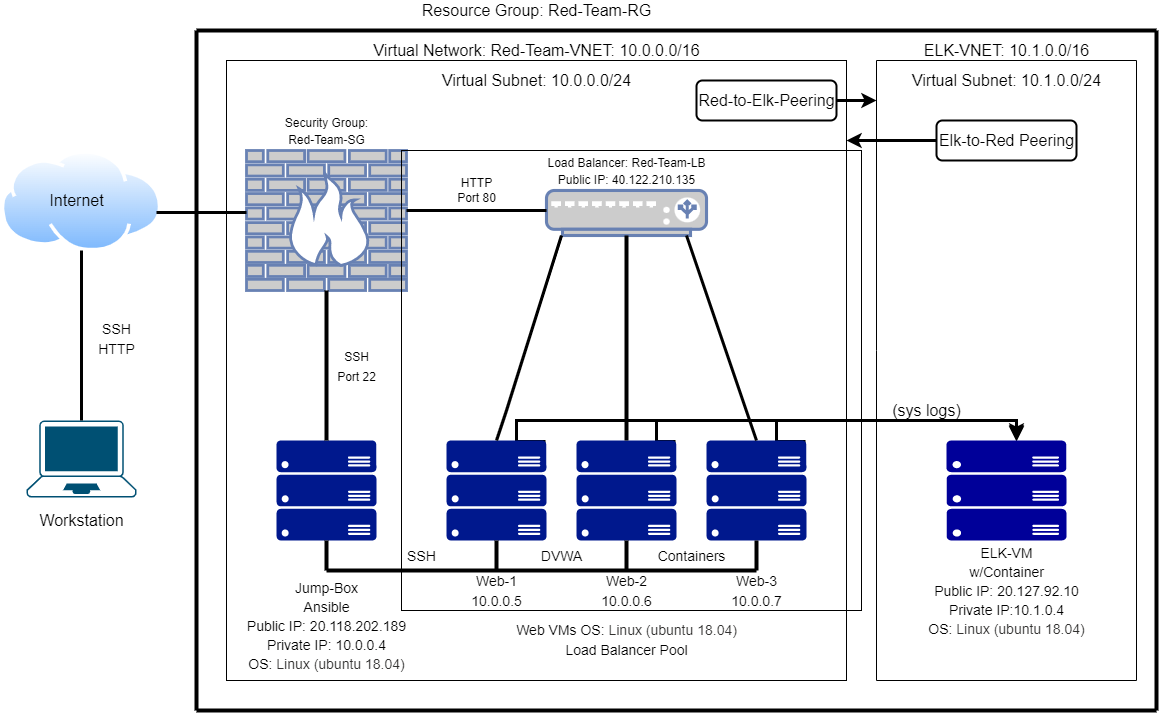 Resource Group: Red-Team-RG
Virtual Network: Red-Team-VNET: 10.0.0.0/16
ELK-VNET: 10.1.0.0/16
Virtual Subnet: 10.0.0.0/24
Virtual Subnet: 10.1.0.0/24
Red-to-Elk-Peering
Elk-to-Red Peering
Security Group:
Red-Team-SG
Load Balancer: Red-Team-LB
Public IP: 40.122.210.135
HTTP
Port 80
Internet
SSH
HTTP
SSH
Port 22
(sys logs)
Workstation
SSH
DVWA
Containers
Web-1
10.0.0.5
Web-2
10.0.0.6
Web-3
10.0.0.7
Jump-Box
Ansible
Public IP: 20.118.202.189
Private IP: 10.0.0.4
OS: Linux (ubuntu 18.04)
Web VMs OS: Linux (ubuntu 18.04)
Load Balancer Pool
ELK-VM
w/Container
Public IP: 20.127.92.10
Private IP:10.1.0.4
OS: Linux (ubuntu 18.04)